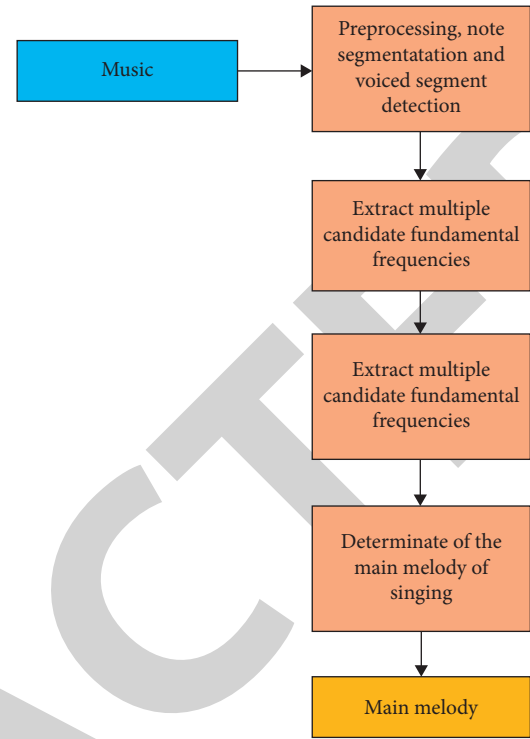 Music
Preprocessing, note
segmentatation and
voiced segment
detection
Extract multiple
candidate fundamental
frequencies
Extract multiple
candidate fundamental
frequencies
Determinate of the
main melody of
singing
Main melody